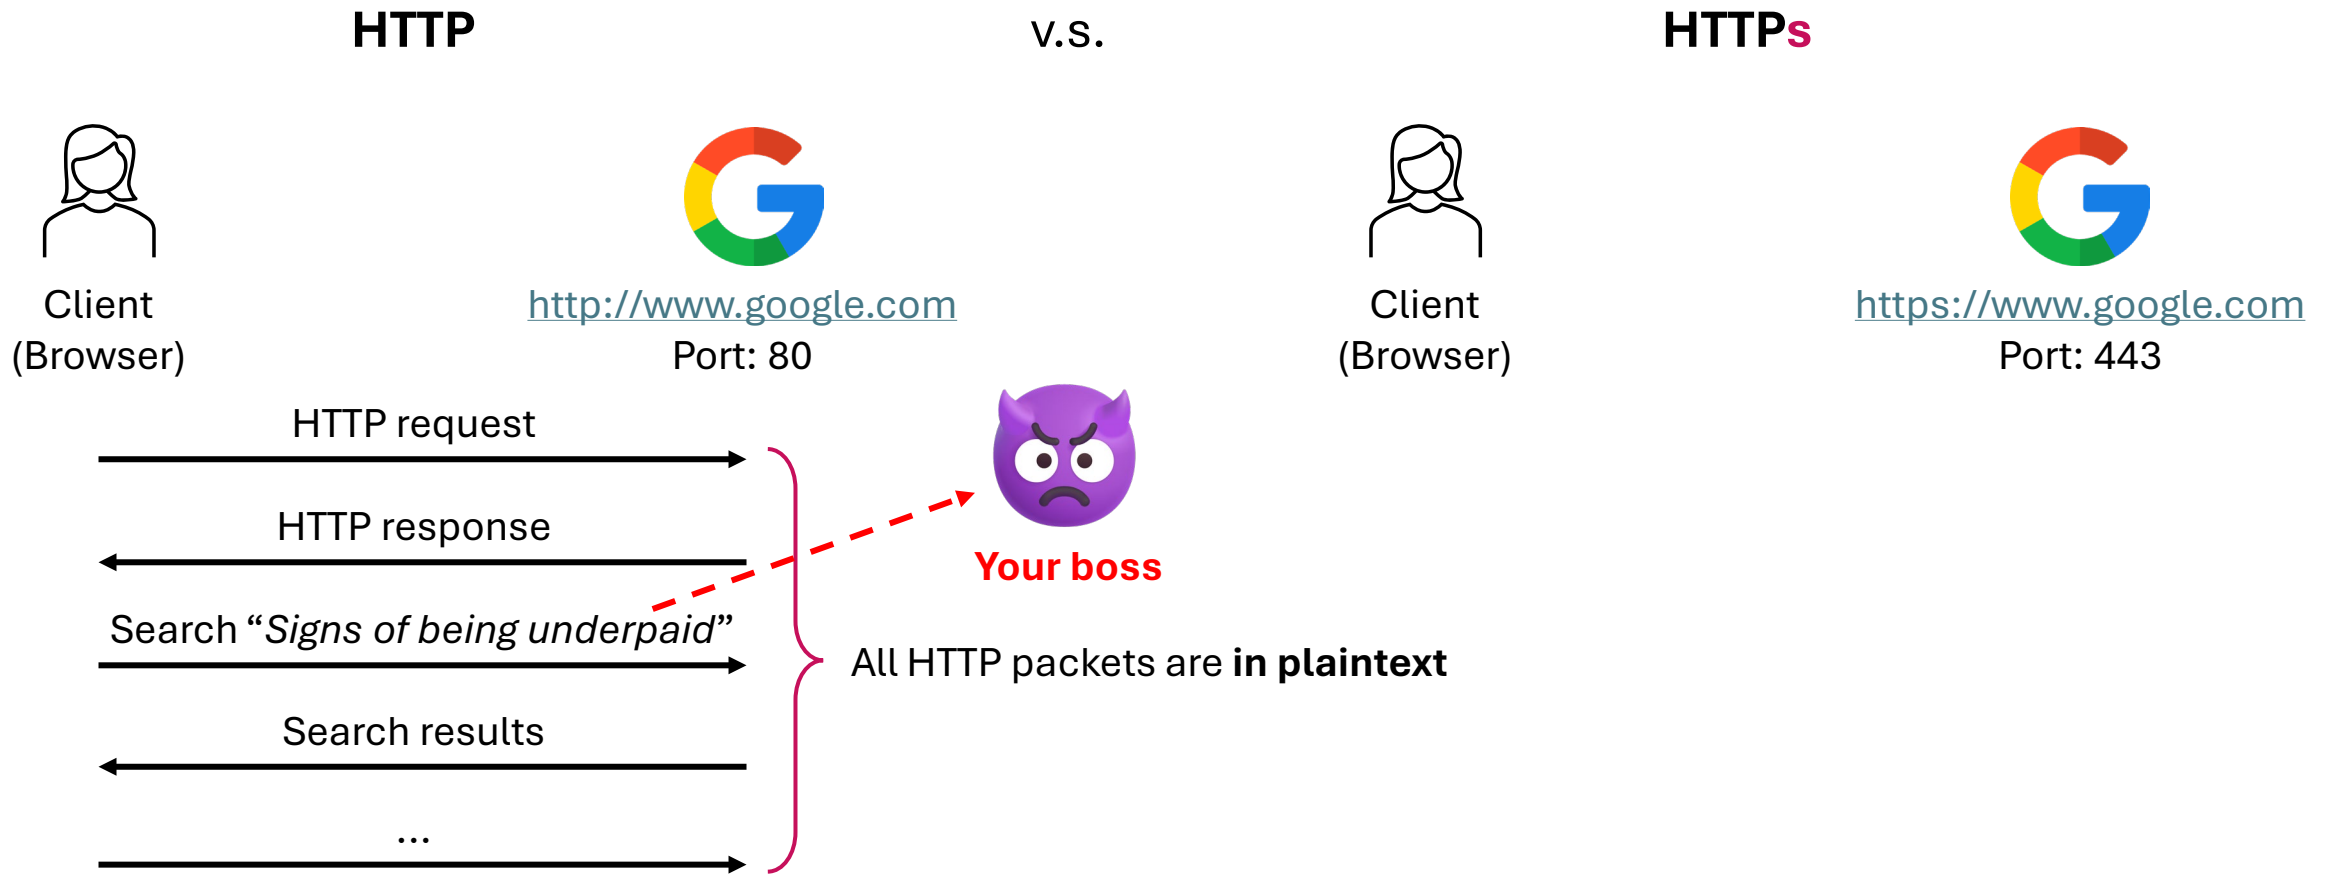 HTTP
v.s.
HTTPs
Client
(Browser)
http://www.google.com
Port: 80
Client
(Browser)
https://www.google.com
Port: 443
HTTP request
HTTP response
Your boss
Search “Signs of being underpaid”
All HTTP packets are in plaintext
Search results
...